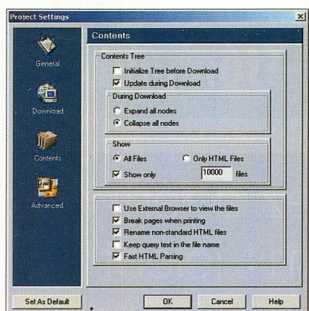 Project Settings
Contents
General
Download
Contents
Advanced
Contents Tree
Initialize Tree before Download
Update during Download
During Download
Expand all nodes
Collapse all nodes
Show
All Files
Only HTML Files
Show only
10000
files
Use External Browser to view the files
Break pages when printing
Rename non-standard HTML files
Keep query text in the file name
Fast HTML Parsing
Set As Default
OK
Cancel
Help